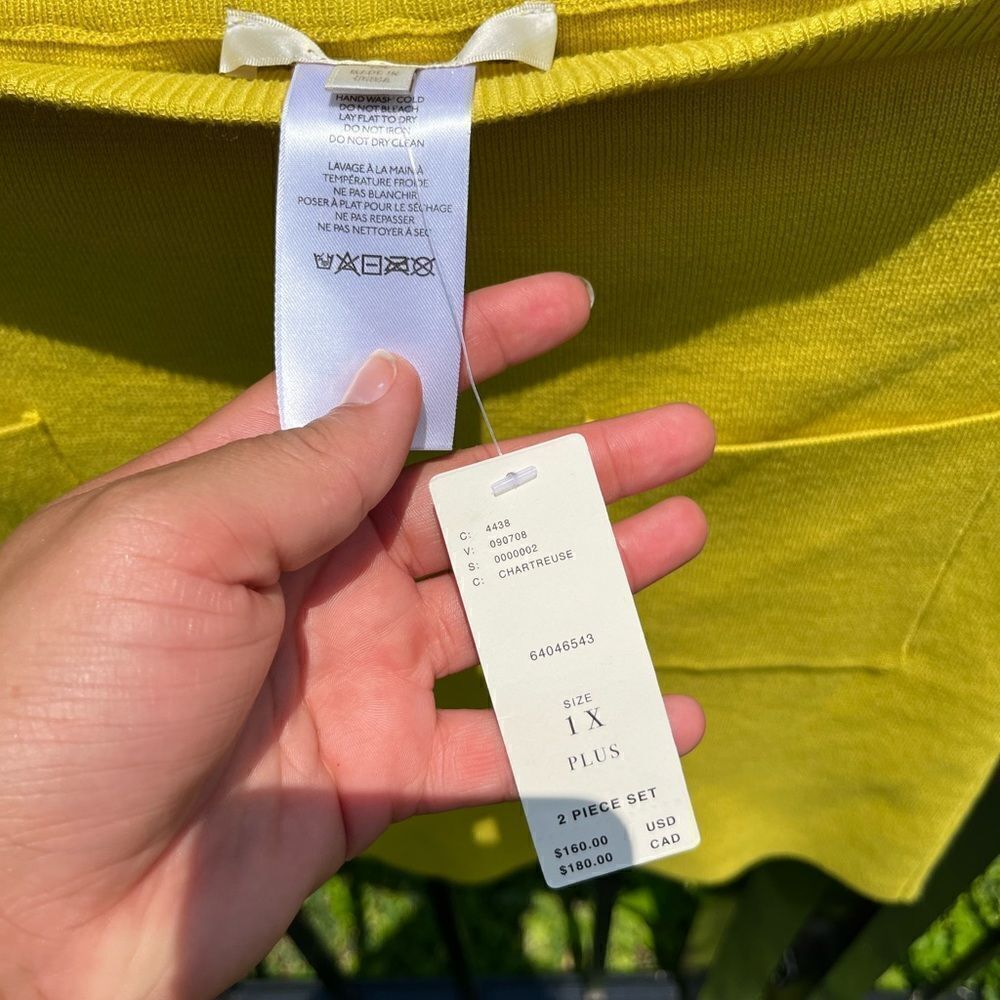 MADE IN
HAND WASH COLD
DO NOT BLEACH
LAY FLAT TO DRY
DO NOT IRON
DO NOT DRY CLEAN
LAVAGE À LA MAIN À
TEMPÉRATURE FROIDE
NE PAS BLANCHIR
POSER À PLAT POUR LE SÉCHAGE
NE PAS REPASSER
NE PAS NETTOYER À SEC
C: 4438
V: 090708
S: 0000002
C: CHARTREUSE
64046543
SIZE
1X
PLUS
2 PIECE SET
$160.00 USD
$180.00 CAD